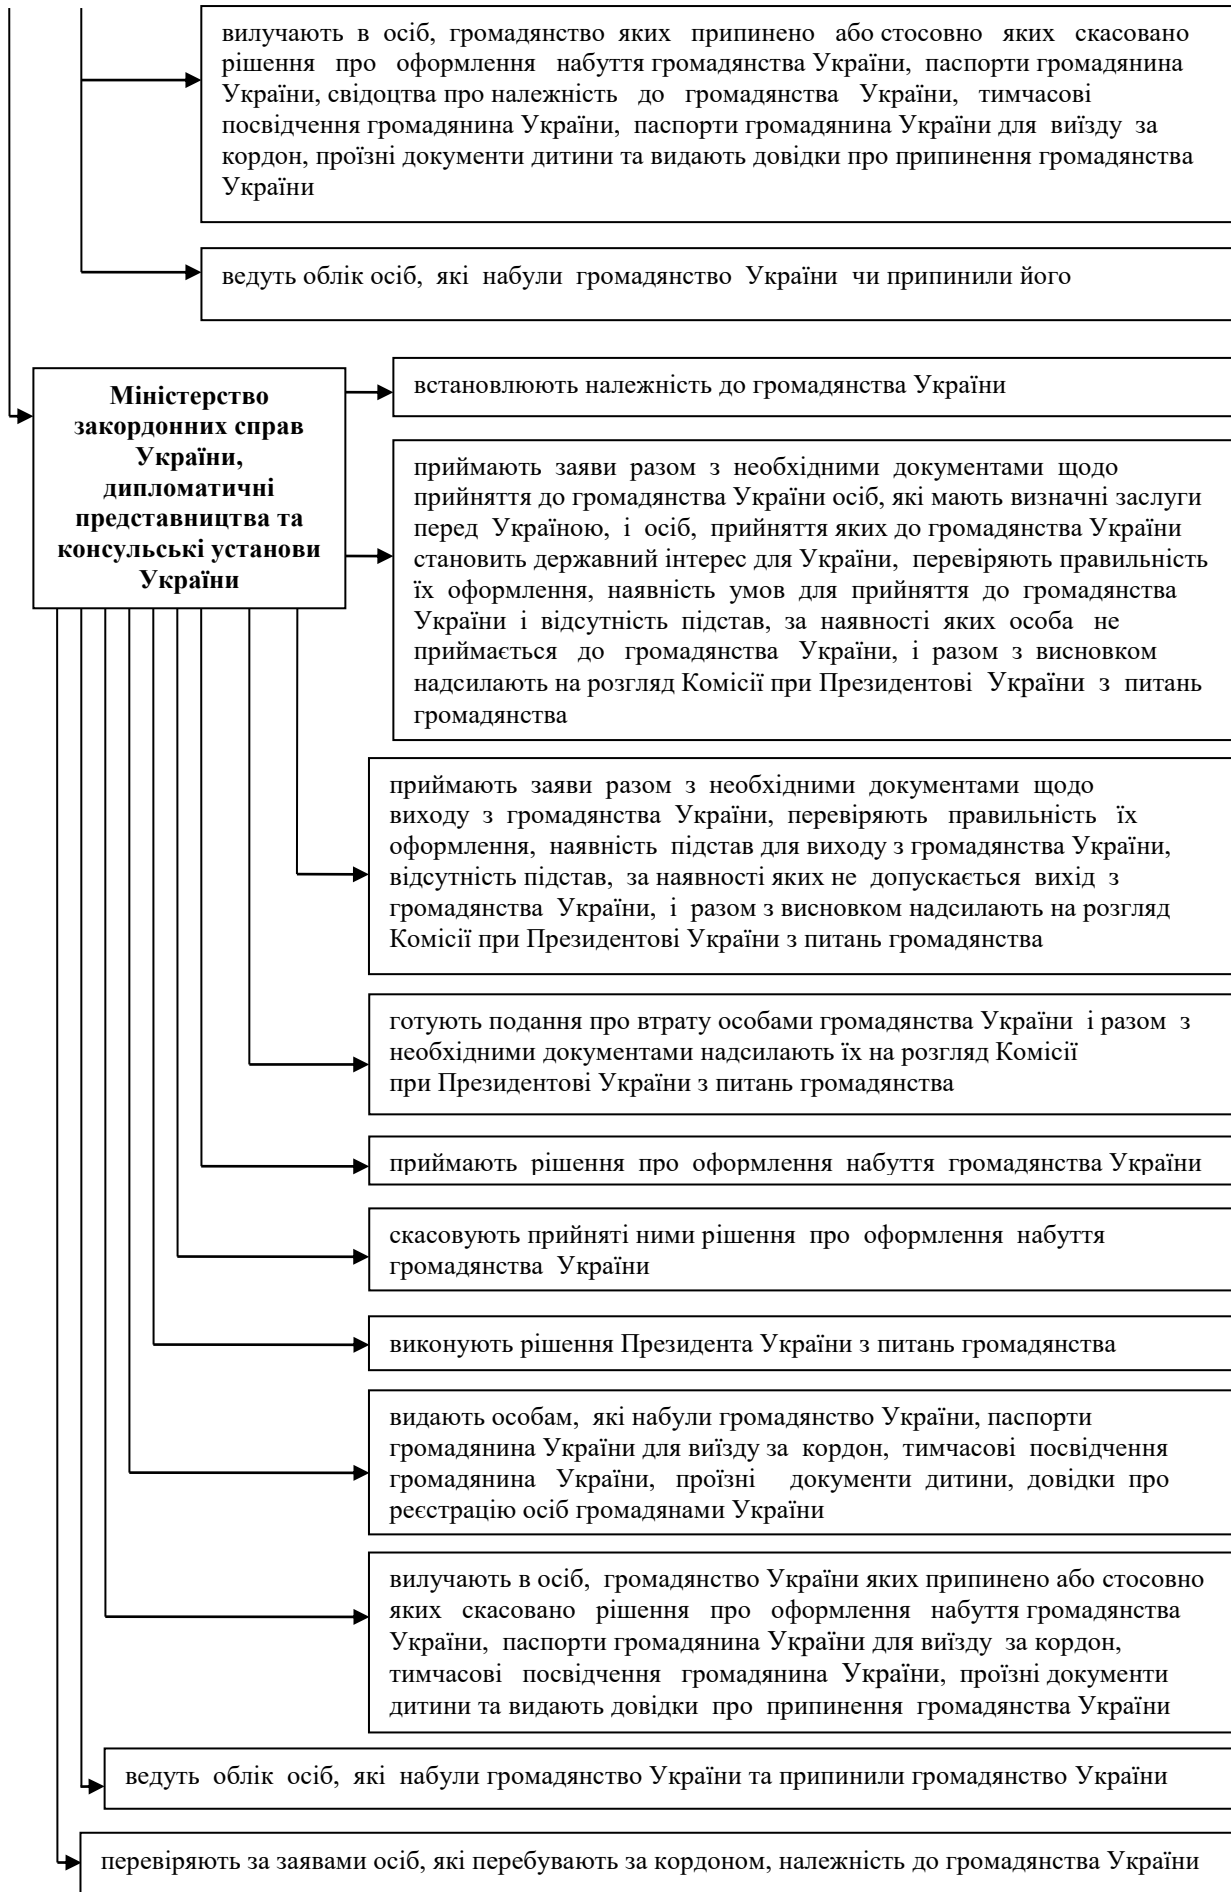 вилучають в осіб, громадянство яких припинено або стосовно яких скасовано
рішення про оформлення набуття громадянства України, паспорти громадянина
України, свідоцтва про належність до громадянства України, тимчасові
посвідчення громадянина України, паспорти громадянина України для виїзду за
кордон, проїзні документи дитини та видають довідки про припинення громадянства
України
ведуть облік осіб, які набули громадянство України чи припинили його
Міністерство
закордонних справ
України,
дипломатичні
представництва та
консульські установи
України
встановлюють належність до громадянства України
приймають заяви разом з необхідними документами щодо
прийняття до громадянства України осіб, які мають визначні заслуги
перед Україною, і осіб, прийняття яких до громадянства України
становить державний інтерес для України, перевіряють правильність
їх оформлення, наявність умов для прийняття до громадянства
України і відсутність підстав, за наявності яких особа не
приймається до громадянства України, і разом з висновком
надсилають на розгляд Комісії при Президентові України з питань
громадянства
приймають заяви разом з необхідними документами щодо
виходу з громадянства України, перевіряють правильність їх
оформлення, наявність підстав для виходу з громадянства України,
відсутність підстав, за наявності яких не допускається вихід з
громадянства України, і разом з висновком надсилають на розгляд
Комісії при Президентові України з питань громадянства
готують подання про втрату особами громадянства України і разом з
необхідними документами надсилають їх на розгляд Комісії
при Президентові України з питань громадянства
приймають рішення про оформлення набуття громадянства України
скасовують прийняті ними рішення про оформлення набуття
громадянства України
виконують рішення Президента України з питань громадянства
видають особам, які набули громадянство України, паспорти
громадянина України для виїзду за кордон, тимчасові посвідчення
громадянина України, проїзні документи дитини, довідки про
реєстрацію осіб громадянами України
вилучають в осіб, громадянство України яких припинено або стосовно
яких скасовано рішення про оформлення набуття громадянства
України, паспорти громадянина України для виїзду за кордон,
тимчасові посвідчення громадянина України, проїзні документи
дитини та видають довідки про припинення громадянства України
ведуть облік осіб, які набули громадянство України та припинили громадянство України
перевіряють за заявами осіб, які перебувають за кордоном, належність до громадянства України